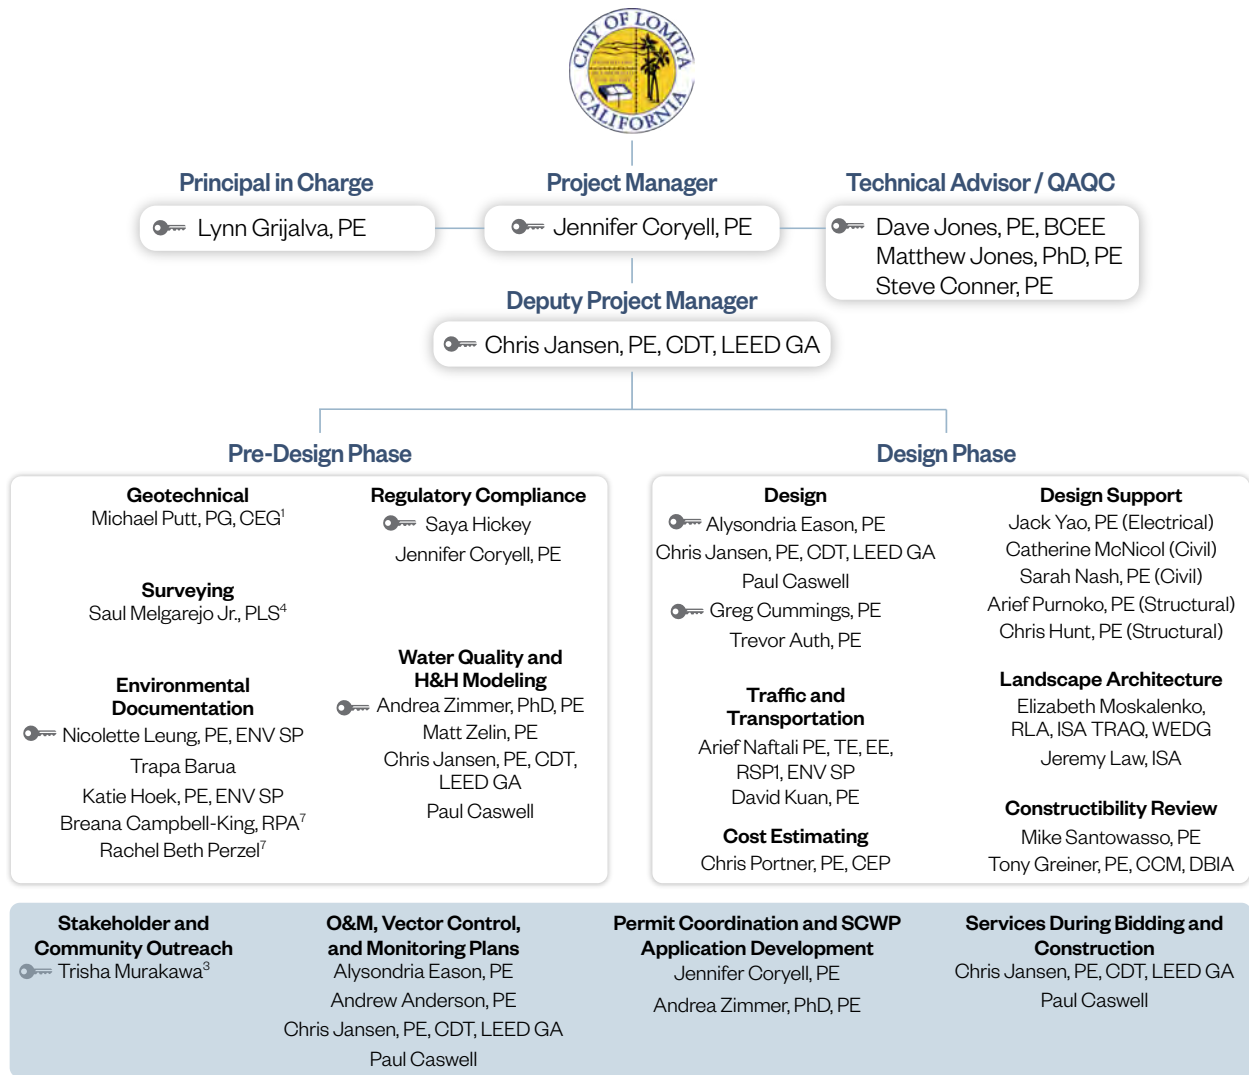 CITY OF LOMITA
CALIFORNIA
Principal in Charge
Lynn Grijalva, PE
Project Manager
Jennifer Coryell, PE
Technical Advisor / QAQC
Dave Jones, PE, BCEE
Matthew Jones, PhD, PE
Steve Conner, PE
Deputy Project Manager
Chris Jansen, PE, CDT, LEED GA
Pre-Design Phase
Geotechnical
Michael Putt, PG, CEG¹
Surveying
Saul Melgarejo Jr., PLS⁴
Environmental
Documentation
Nicolette Leung, PE, ENV SP
Trapa Barua
Katie Hoek, PE, ENV SP
Breana Campbell-King, RPA⁷
Rachel Beth Perzel⁷
Regulatory Compliance
Saya Hickey
Jennifer Coryell, PE
Water Quality and
H&H Modeling
Andrea Zimmer, PhD, PE
Matt Zelin, PE
Chris Jansen, PE, CDT,
LEED GA
Paul Caswell
Design Phase
Design
Alysondria Eason, PE
Chris Jansen, PE, CDT, LEED GA
Paul Caswell
Greg Cummings, PE
Trevor Auth, PE
Traffic and
Transportation
Arief Naftali PE, TE, EE,
RSP1, ENV SP
David Kuan, PE
Cost Estimating
Chris Portner, PE, CEP
Design Support
Jack Yao, PE (Electrical)
Catherine McNicol (Civil)
Sarah Nash, PE (Civil)
Arief Purnoko, PE (Structural)
Chris Hunt, PE (Structural)
Landscape Architecture
Elizabeth Moskalenko,
RLA, ISA TRAQ, WEDG
Jeremy Law, ISA
Constructibility Review
Mike Santowasso, PE
Tony Greiner, PE, CCM, DBIA
Stakeholder and
Community Outreach
Trisha Murakawa³
O&M, Vector Control,
and Monitoring Plans
Alysondria Eason, PE
Andrew Anderson, PE
Chris Jansen, PE, CDT, LEED GA
Paul Caswell
Permit Coordination and SCWP
Application Development
Jennifer Coryell, PE
Andrea Zimmer, PhD, PE
Services During Bidding and
Construction
Chris Jansen, PE, CDT, LEED GA
Paul Caswell